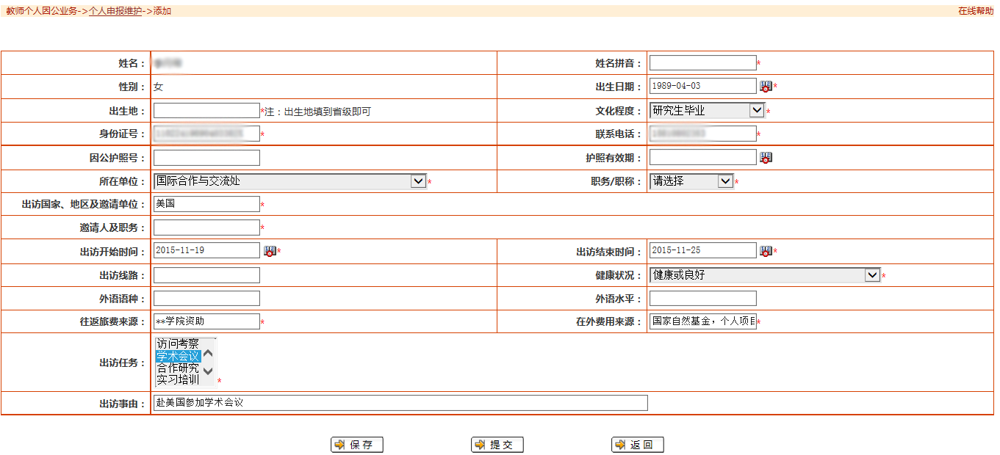 教师个人因公业务->个人申报维护->添加 在线帮助
姓名： 姓名拼音： *
性别： 女 出生日期： 1989-04-03 *
出生地： *注：出生地填到省级即可 文化程度： 研究生毕业 *
身份证号： * 联系电话： *
因公护照号： 护照有效期：
所在单位： 国际合作与交流处 * 职务/职称： 请选择 *
出访国家、地区及邀请单位： 美国 *
邀请人及职务： *
出访开始时间： 2015-11-19 * 出访结束时间： 2015-11-25 *
出访线路： 健康状况： 健康或良好 *
外语语种： 外语水平：
往返旅费来源： **学院资助 * 在外费用来源： 国家自然基金，个人项目 *
出访任务： 访问考察
学术会议
合作研究
实习培训 *
出访事由： 赴美国参加学术会议
保存 提交 返回